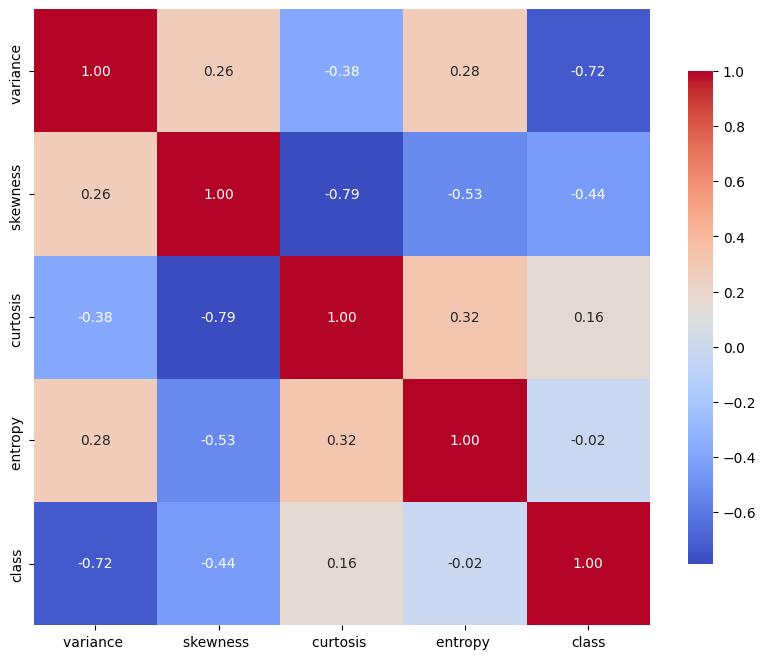 variance 1.00 0.26 -0.38 0.28 -0.72
skewness 0.26 1.00 -0.79 -0.53 -0.44
curtosis -0.38 -0.79 1.00 0.32 0.16
entropy 0.28 -0.53 0.32 1.00 -0.02
class -0.72 -0.44 0.16 -0.02 1.00
variance skewness curtosis entropy class
1.0
0.8
0.6
0.4
0.2
0.0
−0.2
−0.4
−0.6